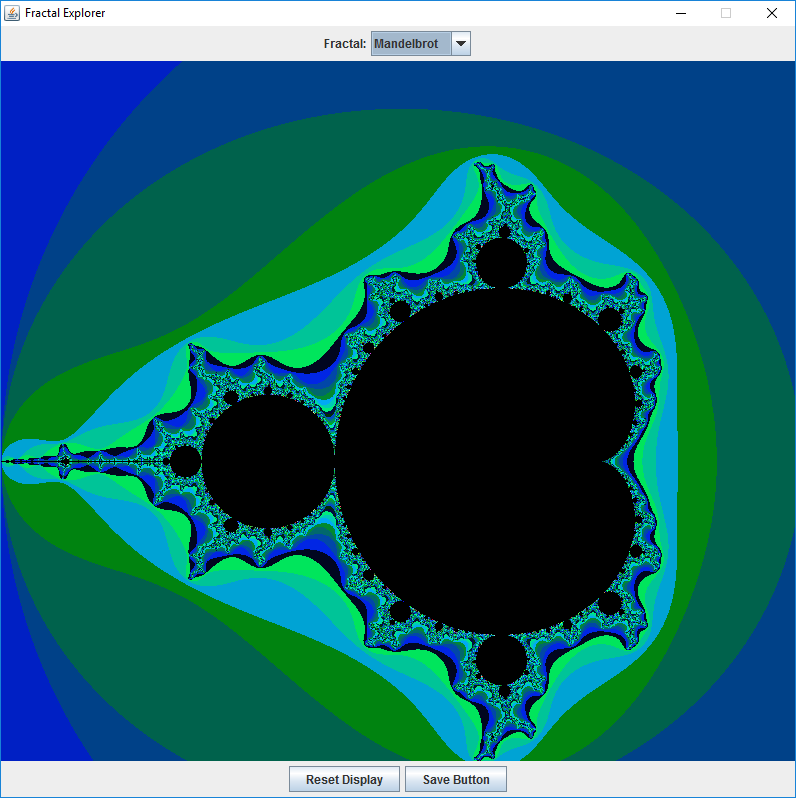 Fractal Explorer
Fractal: Mandelbrot
Reset Display Save Button